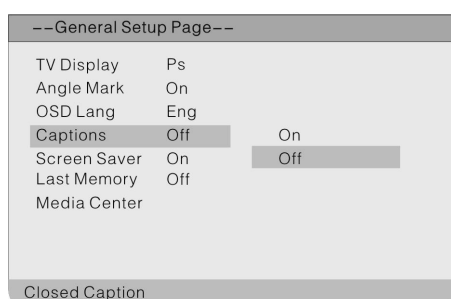 --General Setup Page--
TV Display Ps
Angle Mark On
OSD Lang Eng
Captions Off On
Screen Saver On Off
Last Memory Off
Media Center
Closed Caption